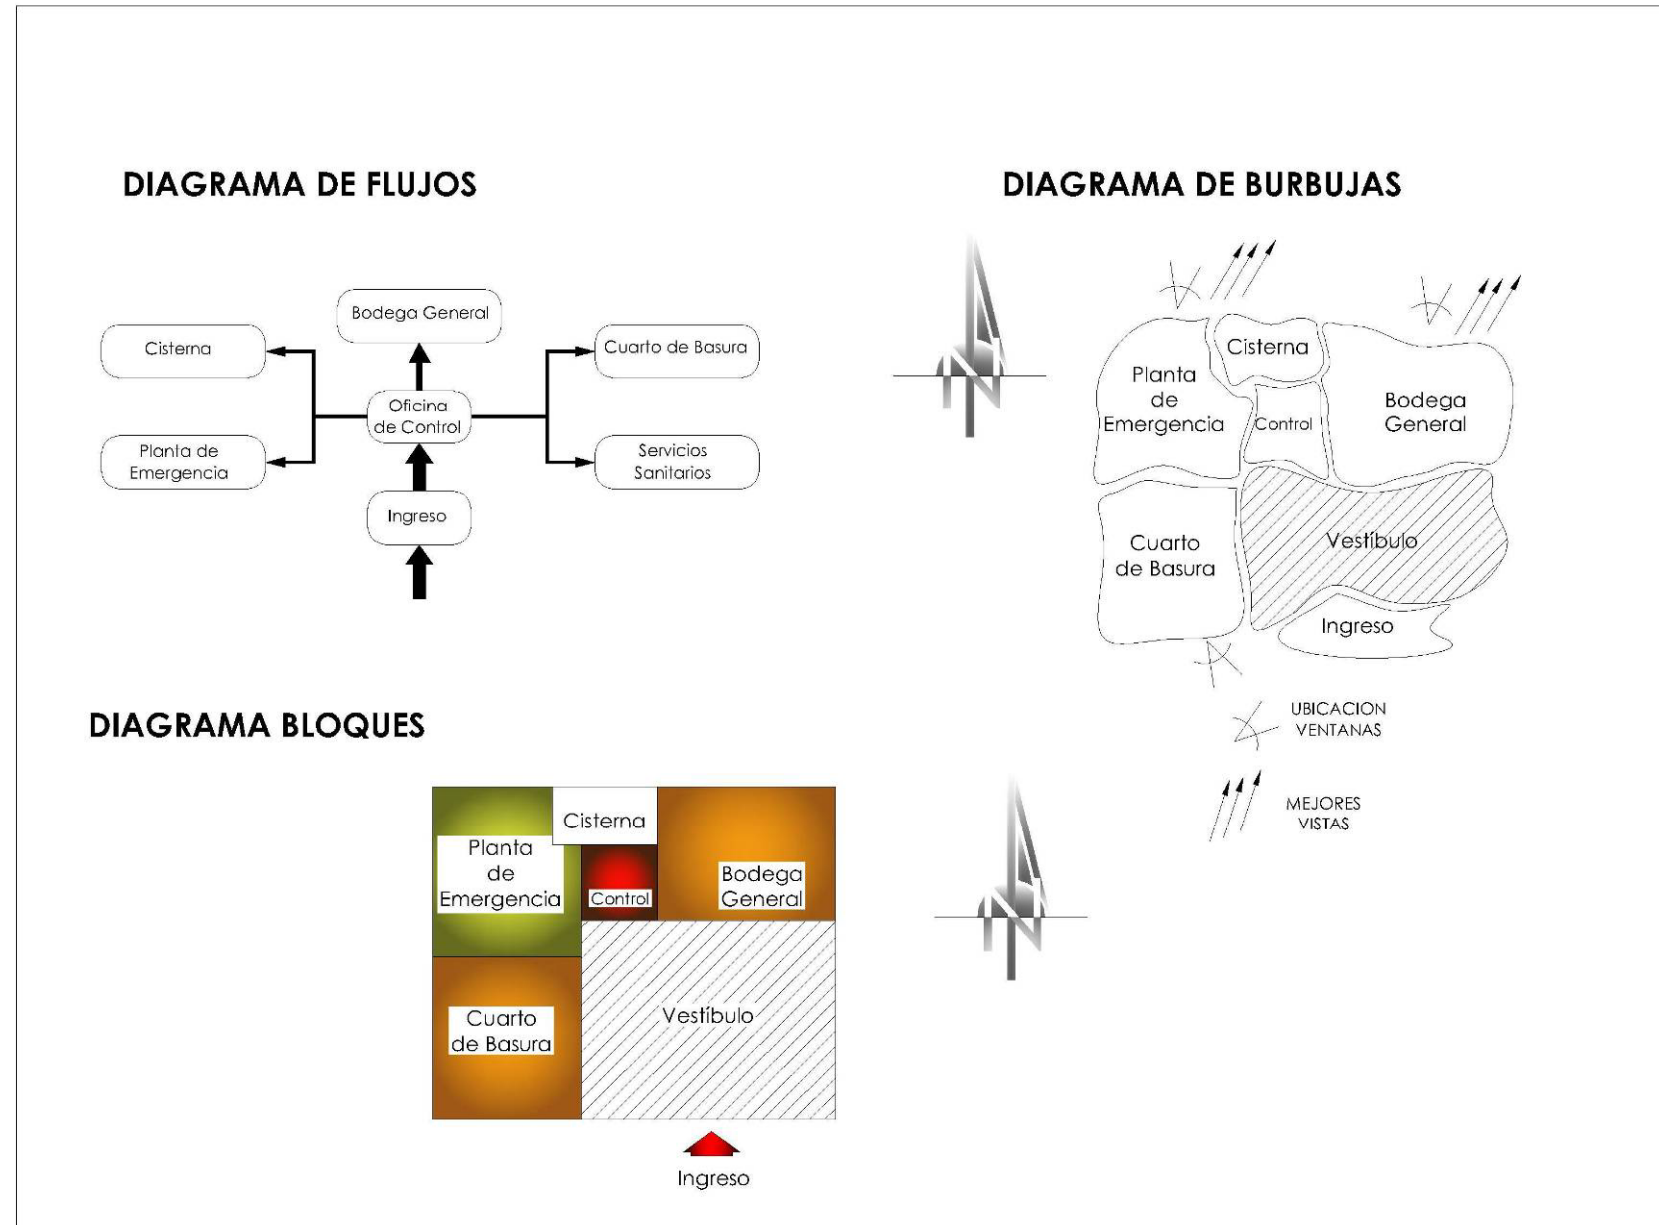 DIAGRAMA DE FLUJOS
Bodega General
Cisterna
Cuarto de Basura
Oficina
de Control
Planta de
Emergencia
Servicios
Sanitarios
Ingreso
DIAGRAMA DE BURBUJAS
N
Cisterna
Planta
de
Emergencia
Control
Bodega
General
Cuarto
de Basura
Vestíbulo
Ingreso
UBICACION
VENTANAS
MEJORES
VISTAS
DIAGRAMA BLOQUES
Cisterna
Planta
de
Emergencia
Control
Bodega
General
Cuarto
de Basura
Vestíbulo
Ingreso
N